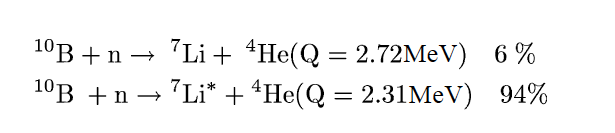 ¹⁰B + n → ⁷Li + ⁴He(Q = 2.72MeV) 6 %
¹⁰B + n → ⁷Li* + ⁴He(Q = 2.31MeV) 94%